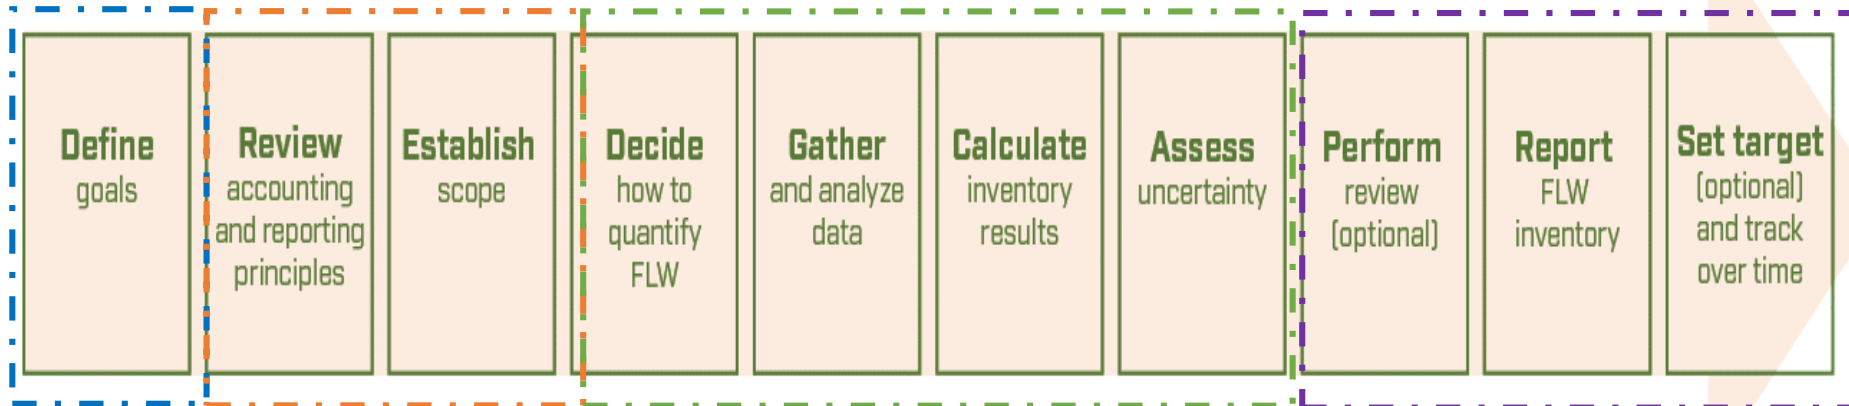 Define
goals
Review
accounting
and reporting
principles
Establish
scope
Decide
how to
quantify
FLW
Gather
and analyze
data
Calculate
inventory
results
Assess
uncertainty
Perform
review
(optional)
Report
FLW
inventory
Set target
(optional)
and track
over time